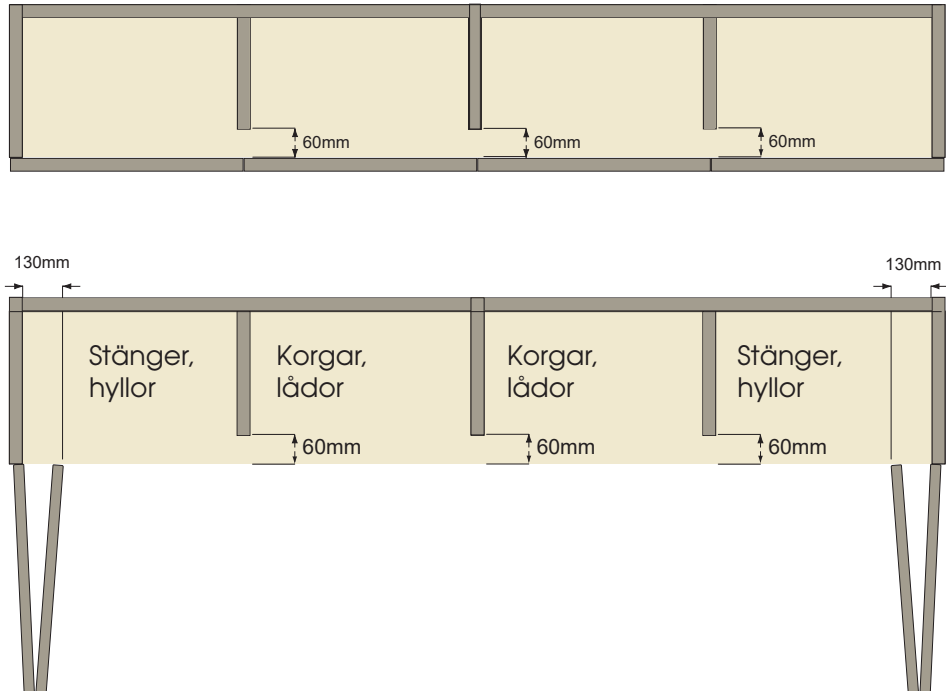 60mm
60mm
60mm
130mm
130mm
Stänger,
hyllor
Korgar,
lådor
Korgar,
lådor
Stänger,
hyllor
60mm
60mm
60mm